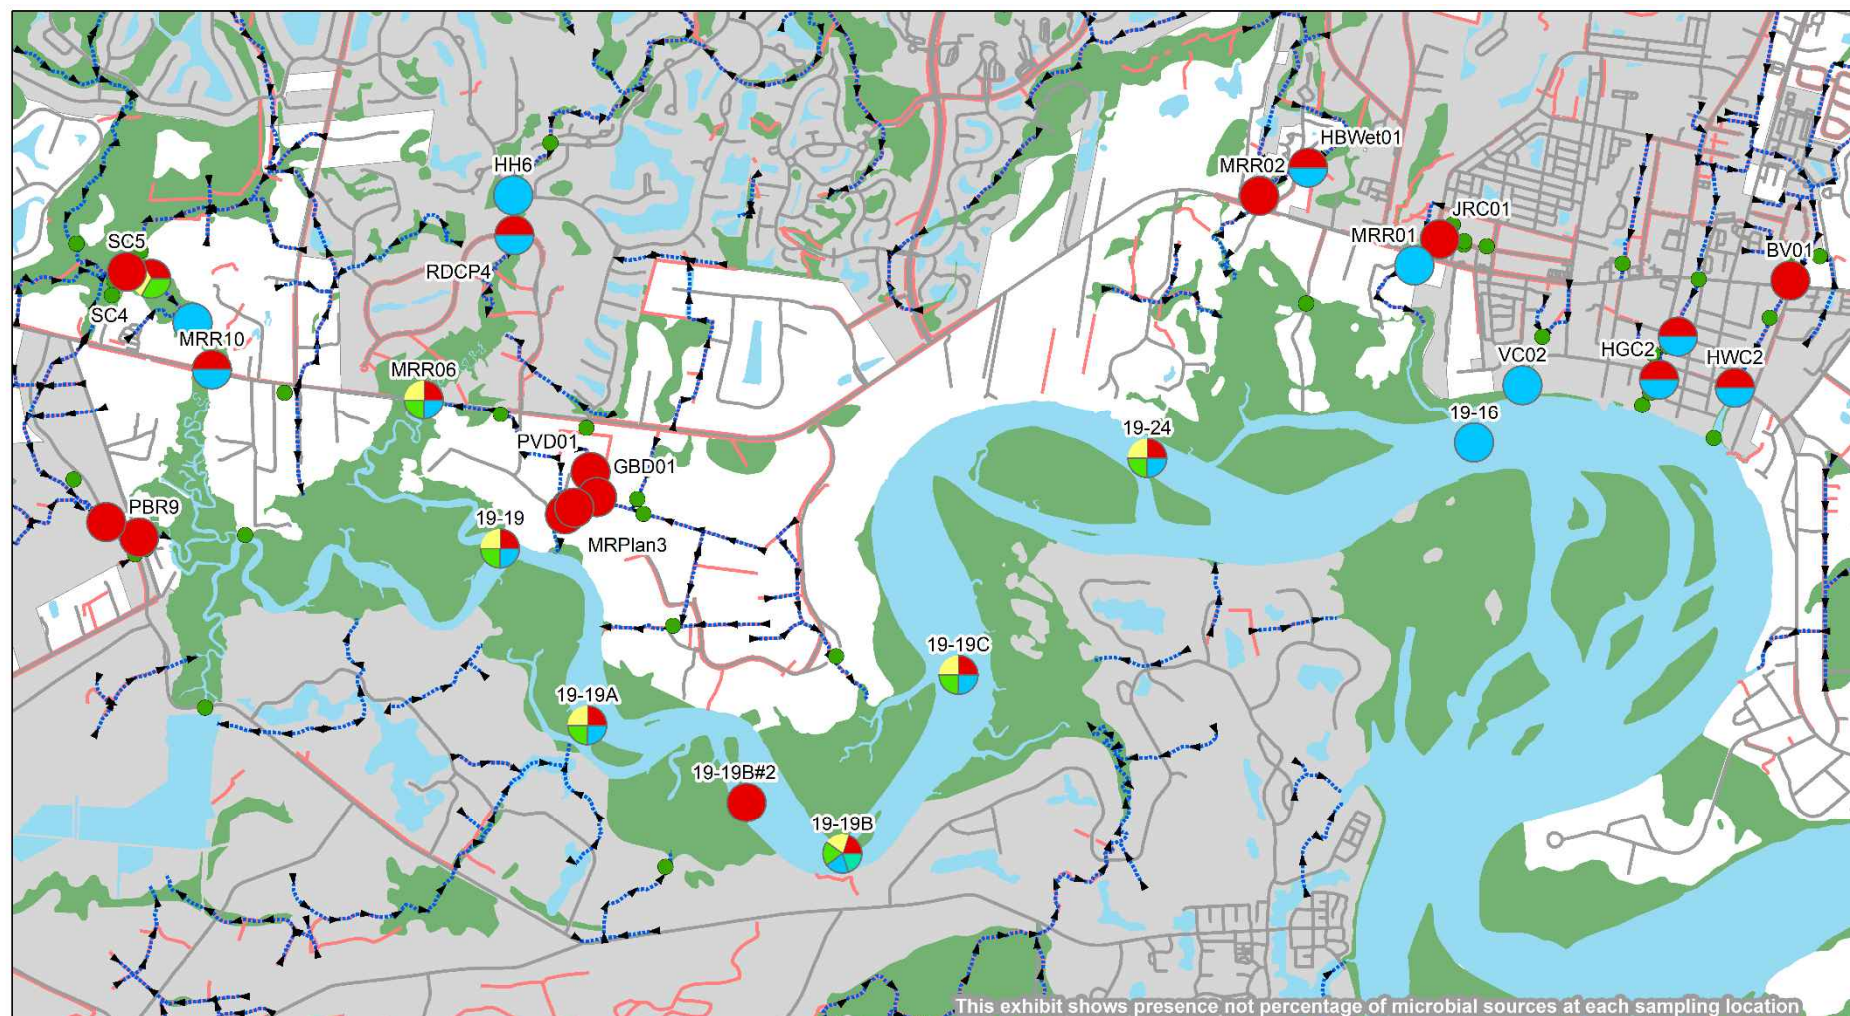 HBWet01
HH6
MRR02
JRC01
MRR01
SC5
BV01
RDCP4
SC4
MRR10
VC02
HGC2
HWC2
MRR06
19-16
19-24
PVD01
GBD01
PBR9
19-19
MRPlan3
19-19C
19-19A
19-19B#2
19-19B
This exhibit shows presence not percentage of microbial sources at each sampling location